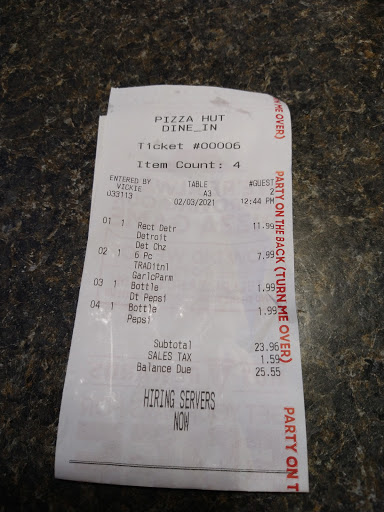 PIZZA HUT
DINE_IN
Ticket #00006
Item Count: 4
ENTERED BY TABLE #GUEST
VICKIE A3 2
J33113 02/03/2021 12:44 PM
01 1 Rect Detr 11.99
Detroit
Det Chz
02 1 6 Pc 7.99
TRADitnl
GarlcParm
03 1 Bottle 1.99
Dt Pepsi
04 1 Bottle 1.99
Pepsi
Subtotal 23.96
SALES TAX 1.59
Balance Due 25.55
HIRING SERVERS
NOW
N ME OVER)
PARTY ON THE BACK (TURN ME OVER)
PARTY ON T